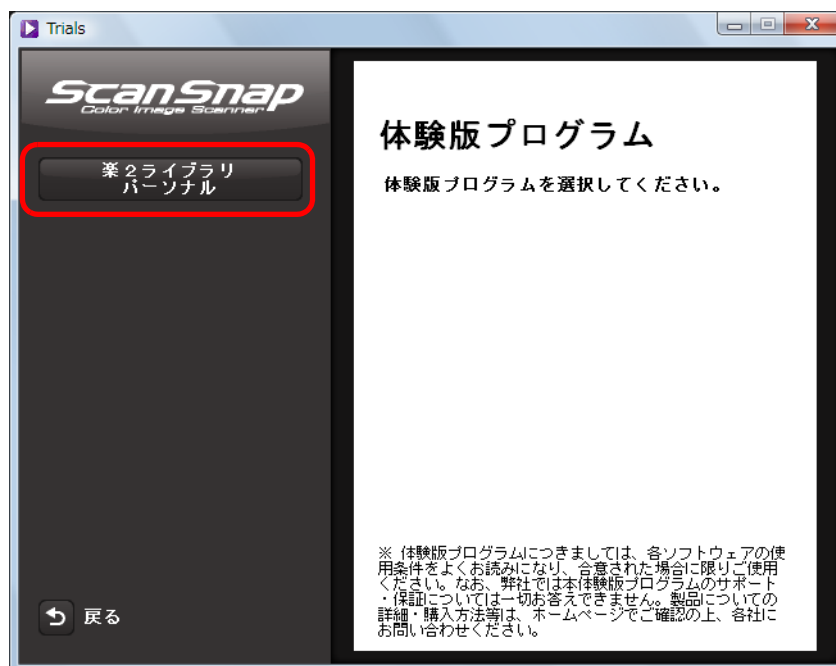 Trials
ScanSnap
Color Image Scanner
楽2ライブラリ
パーソナル
体験版プログラム
体験版プログラムを選択してください。
※ 体験版プログラムにつきましては、各ソフトウェアの使
用条件をよくお読みになり、合意された場合に限りご使用
ください。なお、弊社では本体験版プログラムのサポート
・保証については一切お答えできません。製品についての
詳細・購入方法等は、ホームページでご確認の上、各社に
お問い合わせください。
戻る